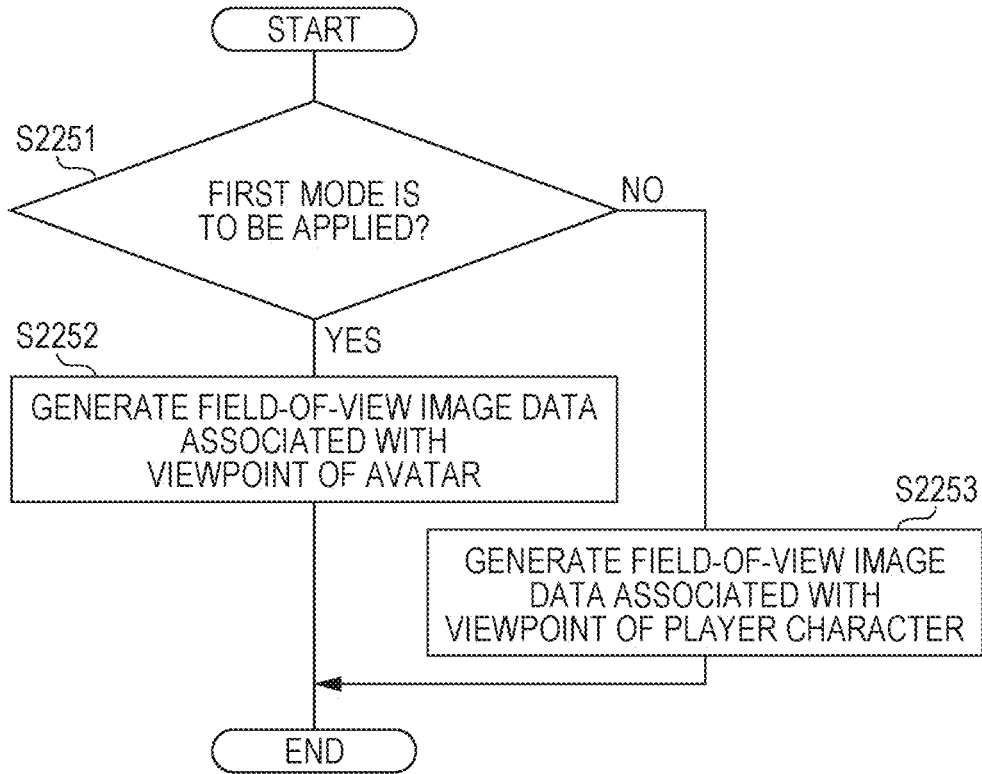 START
S2251
FIRST MODE IS
TO BE APPLIED?
NO
YES
S2252
GENERATE FIELD-OF-VIEW IMAGE DATA
ASSOCIATED WITH
VIEWPOINT OF AVATAR
S2253
GENERATE FIELD-OF-VIEW IMAGE
DATA ASSOCIATED WITH
VIEWPOINT OF PLAYER CHARACTER
END